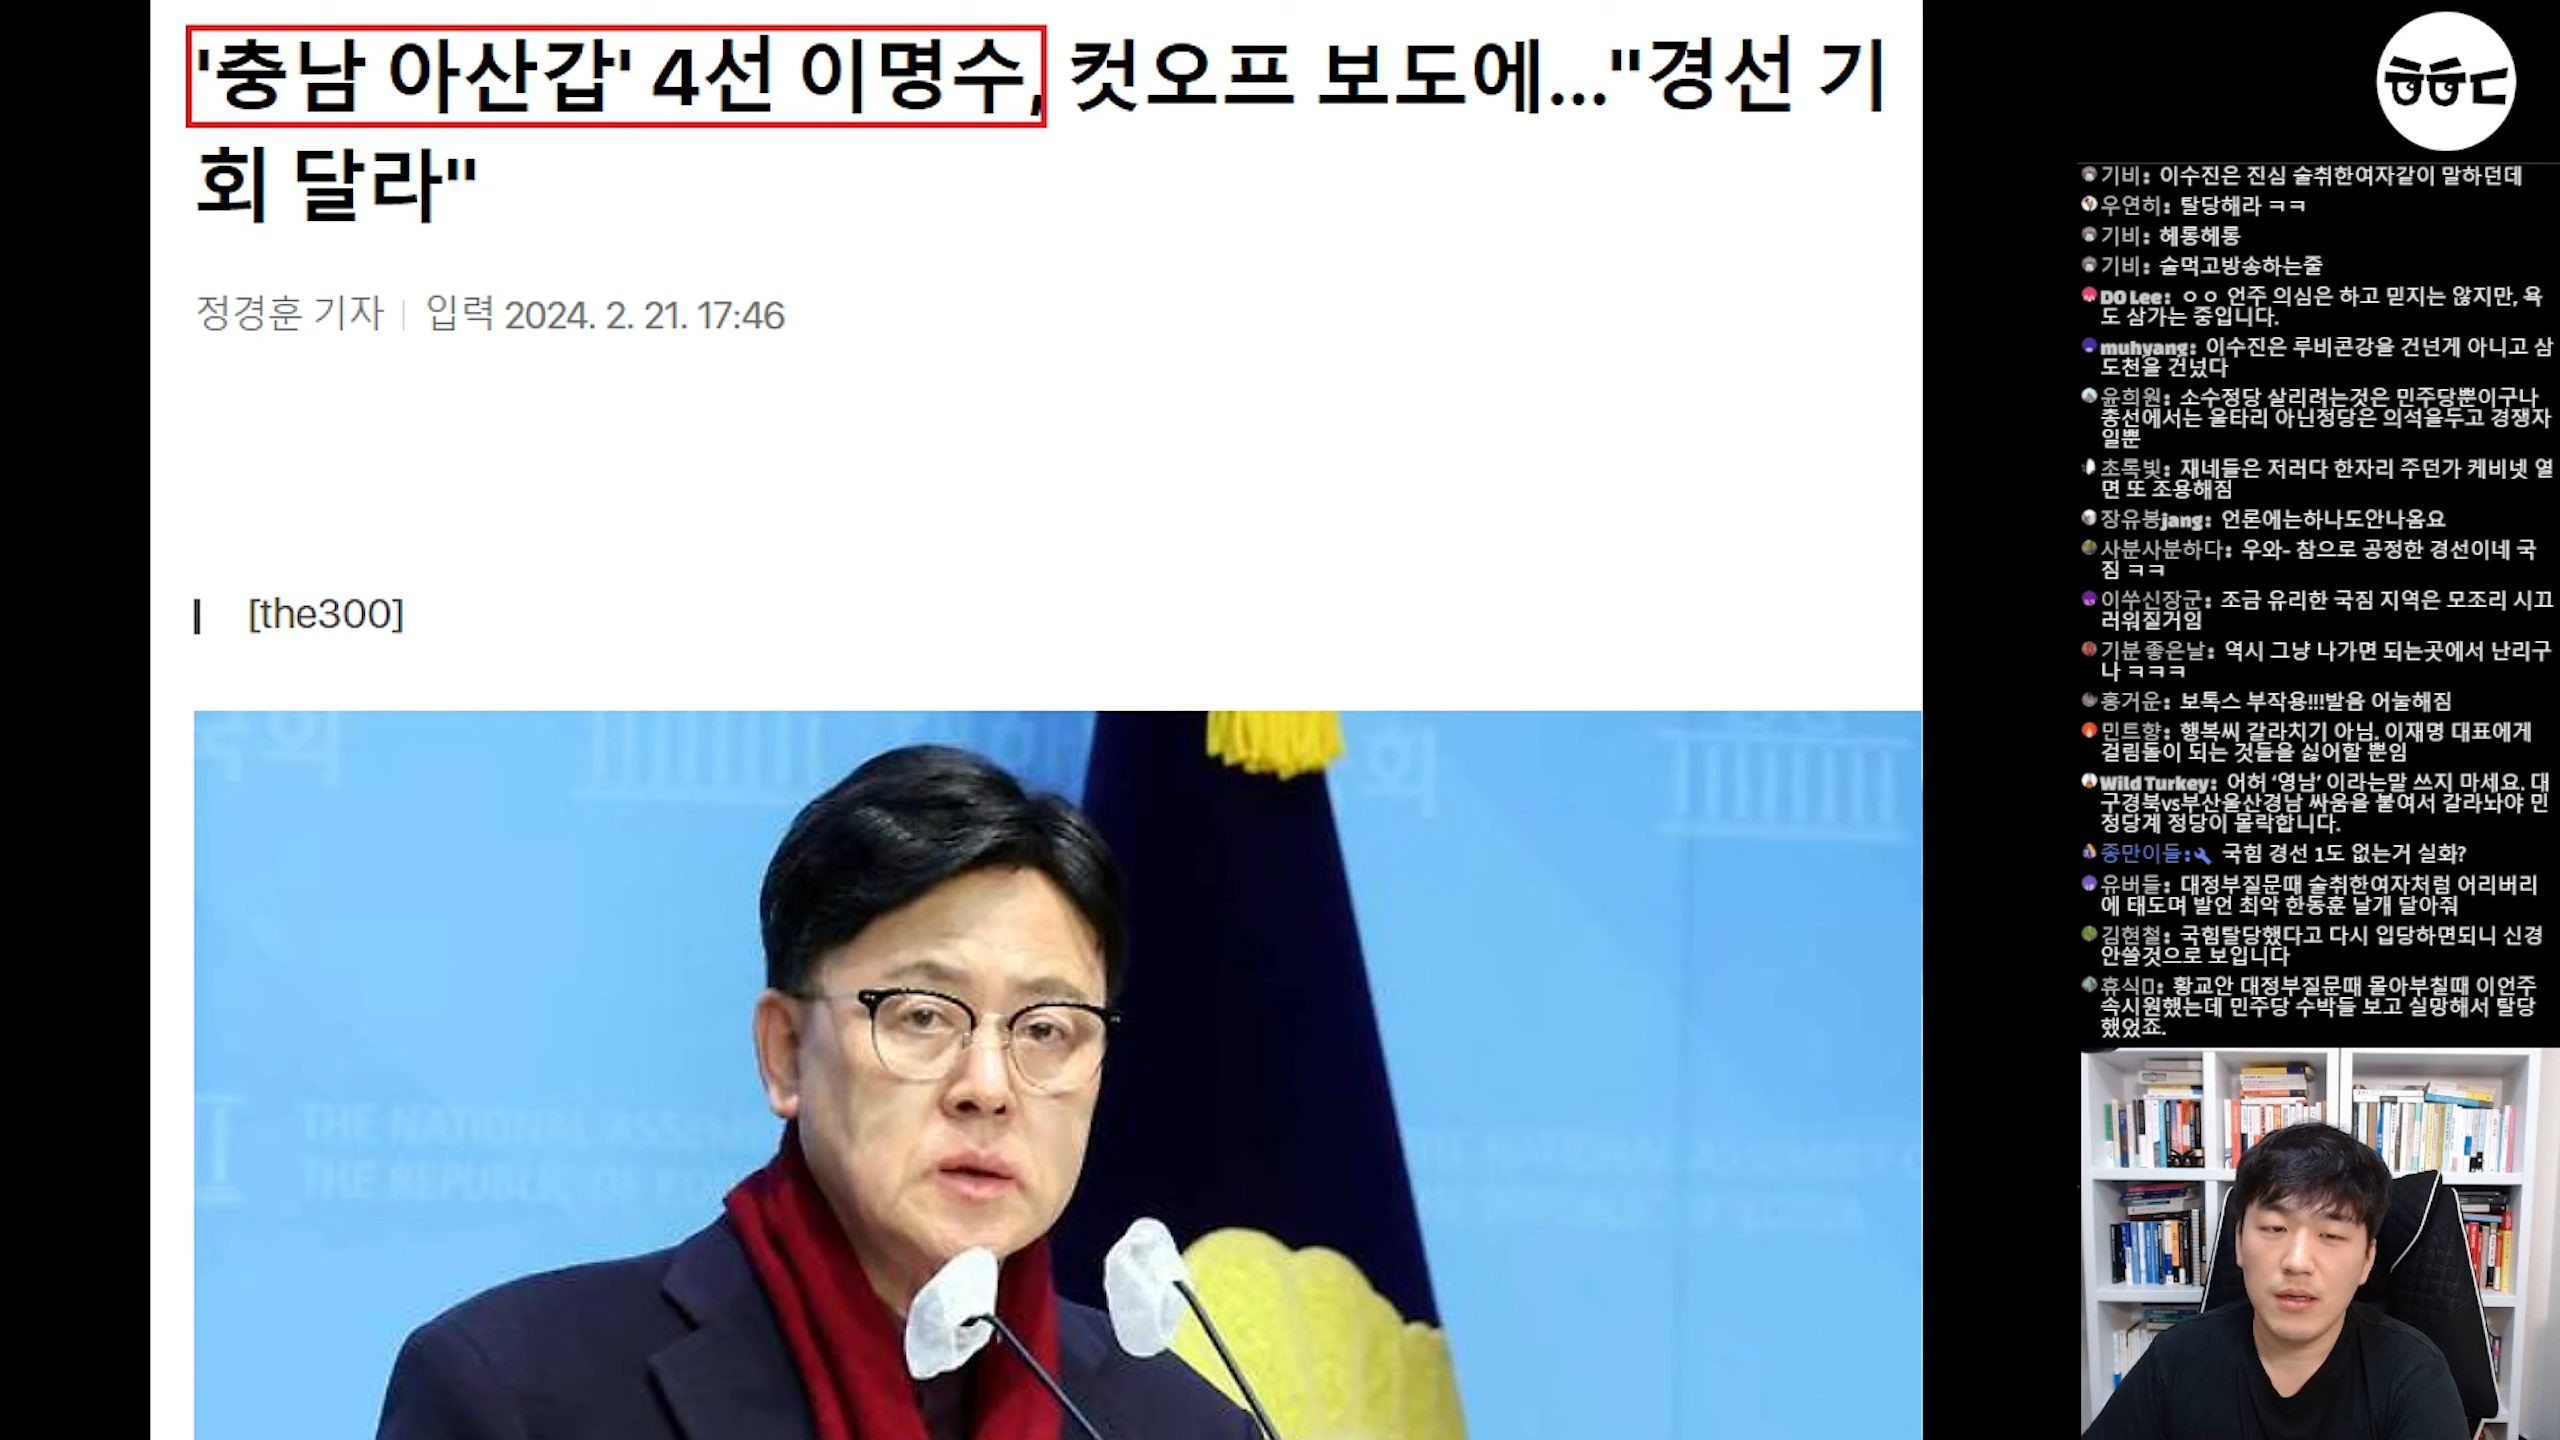 '충남 아산갑' 4선 이명수, 컷오프 보도에..."경선 기
회 달라"
정경훈 기자 | 입력 2024. 2. 21. 17:46
[the300]
국회
국회
THE NATIONAL ASSEM
THE REPUBLIC OF KO
ㅎㅎㄷ
기비: 이수진은 진심 술취한여자같이 말하던데
우연히: 탈당해라 ㅋㅋ
기비: 헤롱헤롱
기비: 술먹고방송하는줄
DO Lee: ㅇㅇ 언주 의심은 하고 믿지는 않지만, 욕
도 삼가는 중입니다.
muhyang: 이수진은 루비콘강을 건넌게 아니고 삼
도천을 건넜다
윤희원: 소수정당 살리려는것은 민주당뿐이구나
총선에서는 울타리 아닌정당은 의석을두고 경쟁자
일뿐
초록빛: 재네들은 저러다 한자리 주던가 케비넷 열
면 또 조용해짐
장유봉jang: 언론에는하나도안나옴요
사분사분하다: 우와- 참으로 공정한 경선이네 국
짐 ㅋㅋ
이쑤신장군: 조금 유리한 국짐 지역은 모조리 시끄
러워질거임
기분 좋은날: 역시 그냥 나가면 되는곳에서 난리구
나 ㅋㅋㅋ
홍거운: 보톡스 부작용!!!발음 어눌해짐
민트향: 행복씨 갈라치기 아님. 이재명 대표에게
걸림돌이 되는 것들을 싫어할 뿐임
Wild Turkey: 어허 ‘영남’ 이라는말 쓰지 마세요. 대
구경북vs부산울산경남 싸움을 붙여서 갈라놔야 민
정당계 정당이 몰락합니다.
종만이들: 국힘 경선 1도 없는거 실화?
유버들: 대정부질문때 술취한여자처럼 어리버리
에 태도며 발언 최악 한동훈 날개 달아줘
김현철: 국힘탈당했다고 다시 입당하면되니 신경
안쓸것으로 보입니다
휴식: 황교안 대정부질문때 몰아부칠때 이언주
속시원했는데 민주당 수박들 보고 실망해서 탈당
했었죠.